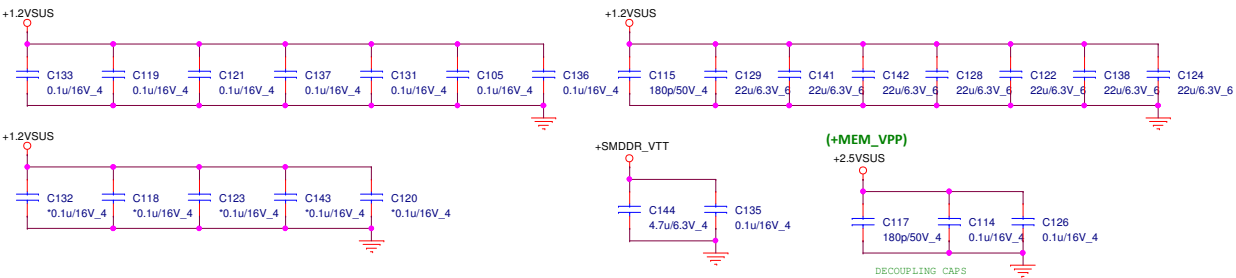 +1.2VSUS
C133
0.1u/16V_4
C119
0.1u/16V_4
C121
0.1u/16V_4
C137
0.1u/16V_4
C131
0.1u/16V_4
C105
0.1u/16V_4
C136
0.1u/16V_4
+1.2VSUS
C115
180p/50V_4
C129
22u/6.3V_6
C141
22u/6.3V_6
C142
22u/6.3V_6
C128
22u/6.3V_6
C122
22u/6.3V_6
C138
22u/6.3V_6
C124
22u/6.3V_6
+1.2VSUS
C132
*0.1u/16V_4
C118
*0.1u/16V_4
C123
*0.1u/16V_4
C143
*0.1u/16V_4
C120
*0.1u/16V_4
+SMDDR_VTT
C144
4.7u/6.3V_4
C135
0.1u/16V_4
(+MEM_VPP)
+2.5VSUS
C117
180p/50V_4
C114
0.1u/16V_4
C126
0.1u/16V_4
DECOUPLING CAPS